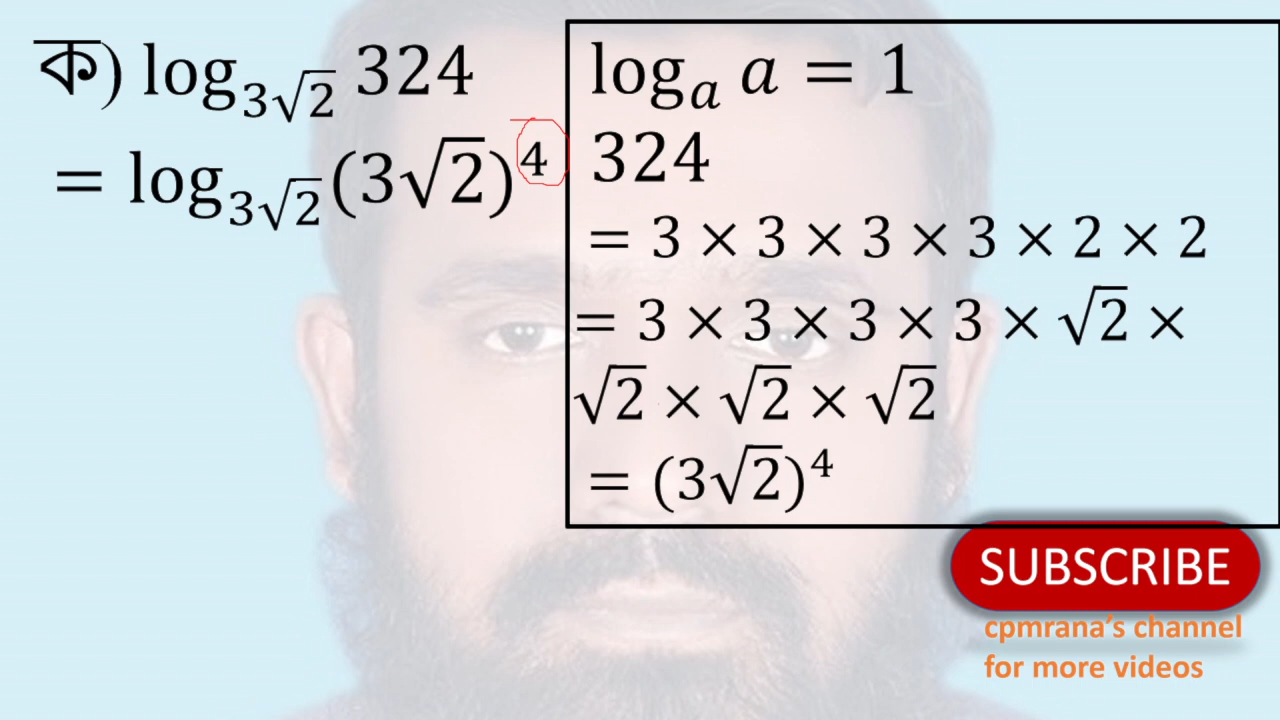 ক) log_{3√2} 324
= log_{3√2}(3√2)^4
log_a a = 1
324
= 3 × 3 × 3 × 3 × 2 × 2
= 3 × 3 × 3 × 3 × √2 ×
√2 × √2 × √2
= (3√2)^4
SUBSCRIBE
cpmrana's channel
for more videos